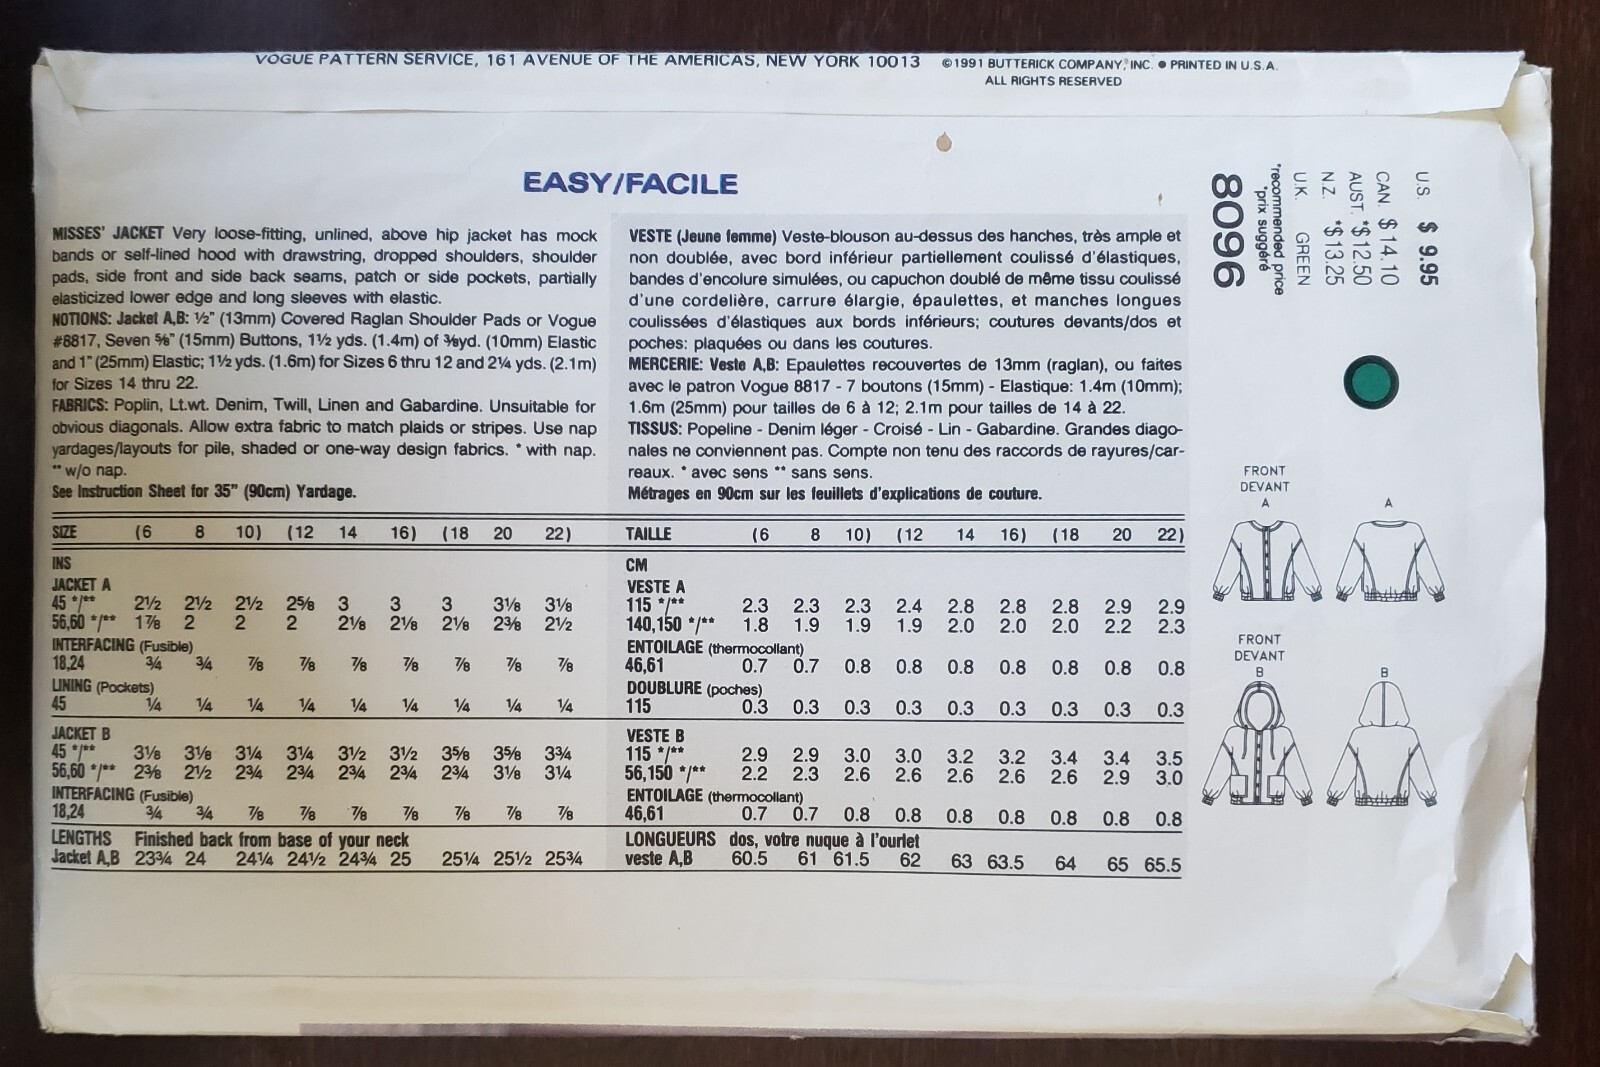 VOGUE PATTERN SERVICE, 161 AVENUE OF THE AMERICAS, NEW YORK 10013 ©1991 BUTTERICK COMPANY, INC. ● PRINTED IN U.S.A.
ALL RIGHTS RESERVED
EASY/FACILE
MISSES' JACKET Very loose-fitting, unlined, above hip jacket has mock
bands or self-lined hood with drawstring, dropped shoulders, shoulder
pads, side front and side back seams, patch or side pockets, partially
elasticized lower edge and long sleeves with elastic.
NOTIONS: Jacket A,B: ½" (13mm) Covered Raglan Shoulder Pads or Vogue
#8817, Seven ⅝" (15mm) Buttons, 1½ yds. (1.4m) of ⅜yd. (10mm) Elastic
and 1" (25mm) Elastic; 1½ yds. (1.6m) for Sizes 6 thru 12 and 2¼ yds. (2.1m)
for Sizes 14 thru 22.
FABRICS: Poplin, Lt.wt. Denim, Twill, Linen and Gabardine. Unsuitable for
obvious diagonals. Allow extra fabric to match plaids or stripes. Use nap
yardages/layouts for pile, shaded or one-way design fabrics. * with nap.
** w/o nap.
See Instruction Sheet for 35" (90cm) Yardage.
SIZE (6 8 10) (12 14 16) (18 20 22)
INS
JACKET A
45 */** 2½ 2½ 2½ 2⅝ 3 3 3 3⅛ 3⅛
56,60 */** 1⅞ 2 2 2 2⅛ 2⅛ 2⅛ 2⅜ 2½
INTERFACING (Fusible)
18,24 ¾ ¾ ⅞ ⅞ ⅞ ⅞ ⅞ ⅞ ⅞
LINING (Pockets)
45 ¼ ¼ ¼ ¼ ¼ ¼ ¼ ¼ ¼
JACKET B
45 */** 3⅛ 3⅛ 3¼ 3¼ 3½ 3½ 3⅝ 3⅝ 3¾
56,60 */** 2⅜ 2½ 2¾ 2¾ 2¾ 2¾ 2¾ 3⅛ 3¼
INTERFACING (Fusible)
18,24 ¾ ¾ ⅞ ⅞ ⅞ ⅞ ⅞ ⅞ ⅞
LENGTHS Finished back from base of your neck
Jacket A,B 23¾ 24 24¼ 24½ 24¾ 25 25¼ 25½ 25¾
VESTE (Jeune femme) Veste-blouson au-dessus des hanches, très ample et
non doublée, avec bord inférieur partiellement coulissé d'élastiques,
bandes d'encolure simulées, ou capuchon doublé de même tissu coulissé
d'une cordelière, carrure élargie, épaulettes, et manches longues
coulissées d'élastiques aux bords inférieurs; coutures devants/dos et
poches: plaquées ou dans les coutures.
MERCERIE: Veste A,B: Epaulettes recouvertes de 13mm (raglan), ou faites
avec le patron Vogue 8817 - 7 boutons (15mm) - Elastique: 1.4m (10mm);
1.6m (25mm) pour tailles de 6 à 12; 2.1m pour tailles de 14 à 22.
TISSUS: Popeline - Denim léger - Croisé - Lin - Gabardine. Grandes diago-
nales ne conviennent pas. Compte non tenu des raccords de rayures/car-
reaux. * avec sens ** sans sens.
Métrages en 90cm sur les feuillets d'explications de couture.
TAILLE (6 8 10) (12 14 16) (18 20 22)
CM
VESTE A
115 */** 2.3 2.3 2.3 2.4 2.8 2.8 2.8 2.9 2.9
140,150 */** 1.8 1.9 1.9 1.9 2.0 2.0 2.0 2.2 2.3
ENTOILAGE (thermocollant)
46,61 0.7 0.7 0.8 0.8 0.8 0.8 0.8 0.8 0.8
DOUBLURE (poches)
115 0.3 0.3 0.3 0.3 0.3 0.3 0.3 0.3 0.3
VESTE B
115 */** 2.9 2.9 3.0 3.0 3.2 3.2 3.4 3.4 3.5
56,150 */** 2.2 2.3 2.6 2.6 2.6 2.6 2.6 2.9 3.0
ENTOILAGE (thermocollant)
46,61 0.7 0.7 0.8 0.8 0.8 0.8 0.8 0.8 0.8
LONGUEURS dos, votre nuque à l'ourlet
veste A,B 60.5 61 61.5 62 63 63.5 64 65 65.5
U.S. $ 9.95
CAN. $ 14.10
AUST. *$ 12.50
N.Z. *$ 13.25
U.K. GREEN
*recommended price
*prix suggéré
8096
FRONT
DEVANT
A
A
FRONT
DEVANT
B
B